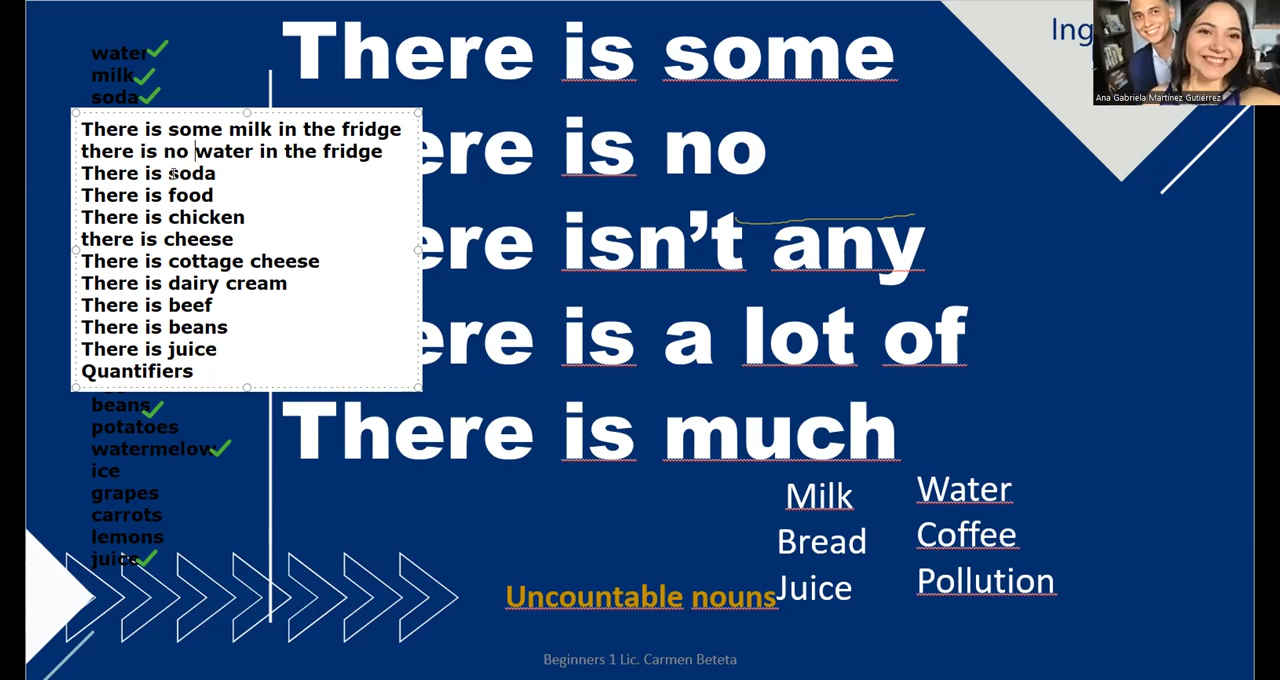 There is some
ere is no
ere isn't any
ere is a lot of
There is much
water
milk
soda
There is some milk in the fridge
there is no water in the fridge
There is soda
There is food
There is chicken
there is cheese
There is cottage cheese
There is dairy cream
There is beef
There is beans
There is juice
Quantifiers
beans
potatoes
watermelow
ice
grapes
carrots
lemons
juice
Milk
Bread
Juice
Water
Coffee
Pollution
Uncountable nouns
Beginners 1 Lic. Carmen Beteta
Ing
Ana Gabriela Martínez Gutiérrez